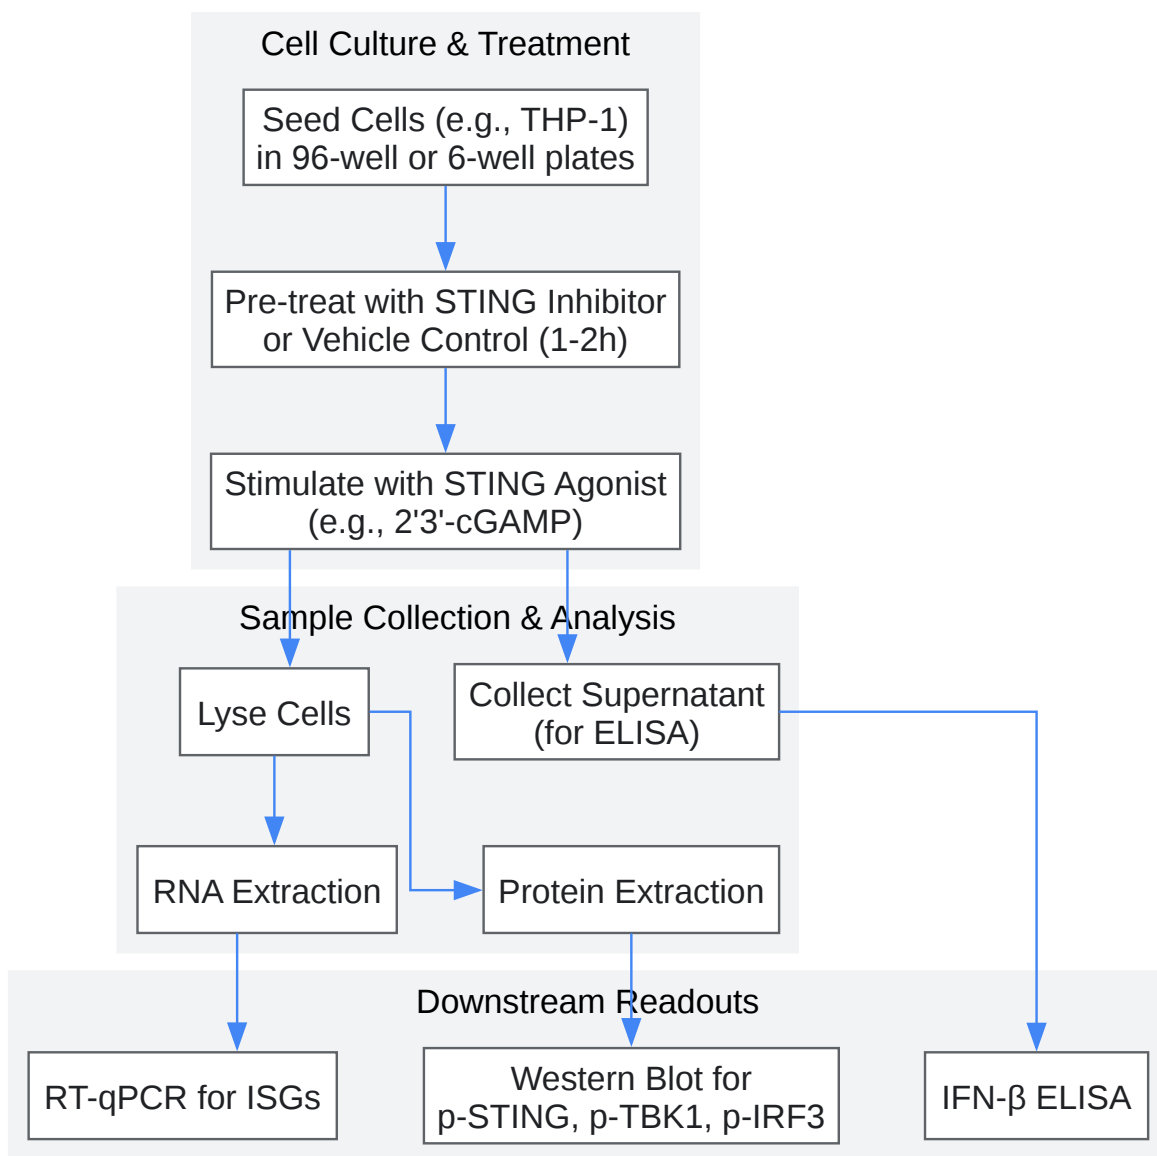 Cell Culture & Treatment
Seed Cells (e.g., THP-1)
in 96-well or 6-well plates
Pre-treat with STING Inhibitor
or Vehicle Control (1-2h)
Stimulate with STING Agonist
(e.g., 2'3'-cGAMP)
Sample Collection & Analysis
Lyse Cells
Collect Supernatant
(for ELISA)
RNA Extraction
Protein Extraction
Downstream Readouts
RT-qPCR for ISGs
Western Blot for
p-STING, p-TBK1, p-IRF3
IFN-β ELISA